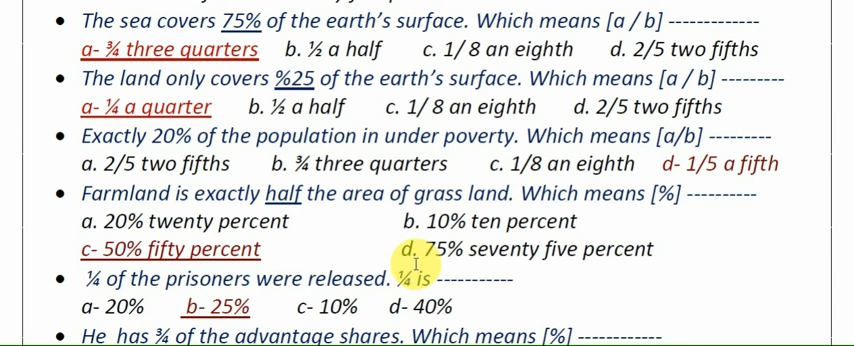 • The sea covers 75% of the earth's surface. Which means [a / b] -------------
a- ¾ three quarters b. ½ a half c. 1/ 8 an eighth d. 2/5 two fifths
• The land only covers %25 of the earth's surface. Which means [a / b] ---------
a- ¼ a quarter b. ½ a half c. 1/ 8 an eighth d. 2/5 two fifths
• Exactly 20% of the population in under poverty. Which means [a/b] ---------
a. 2/5 two fifths b. ¾ three quarters c. 1/8 an eighth d- 1/5 a fifth
• Farmland is exactly half the area of grass land. Which means [%] ----------
a. 20% twenty percent b. 10% ten percent
c- 50% fifty percent d. 75% seventy five percent
• ¼ of the prisoners were released. ¼ is -----------
a- 20% b- 25% c- 10% d- 40%
• He has ¾ of the advantage shares. Which means [%] ------------